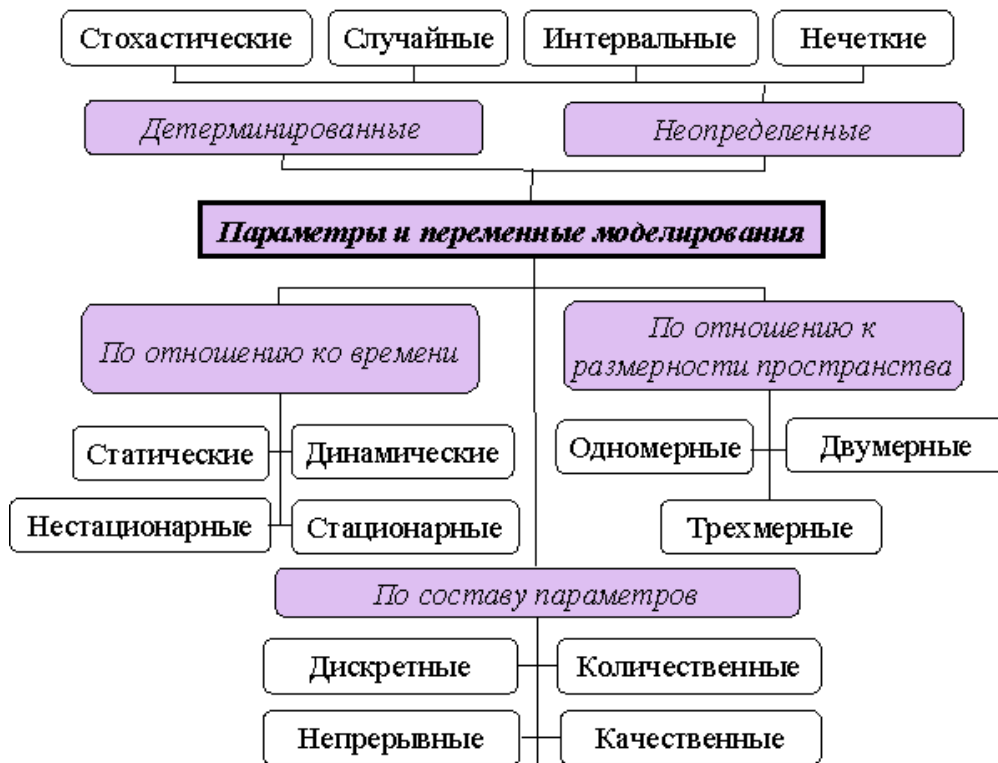 Стохастические
Случайные
Интервальные
Нечеткие
Детерминированные
Неопределенные
Параметры и переменные моделирования
По отношению ко времени
По отношению к
размерности пространства
Статические
Динамические
Одномерные
Двумерные
Нестационарные
Стационарные
Трехмерные
По составу параметров
Дискретные
Количественные
Непрерывные
Качественные